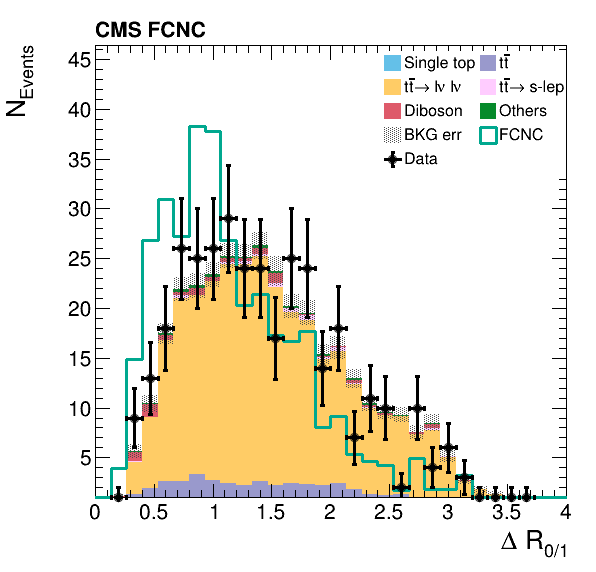 CMS FCNC
N_Events
45
40
35
30
25
20
15
10
5
Single top
tt̄
tt̄→ lν lν
tt̄→ s-lep
Diboson
Others
BKG err
FCNC
Data
0 0.5 1 1.5 2 2.5 3 3.5 4
Δ R_0/1